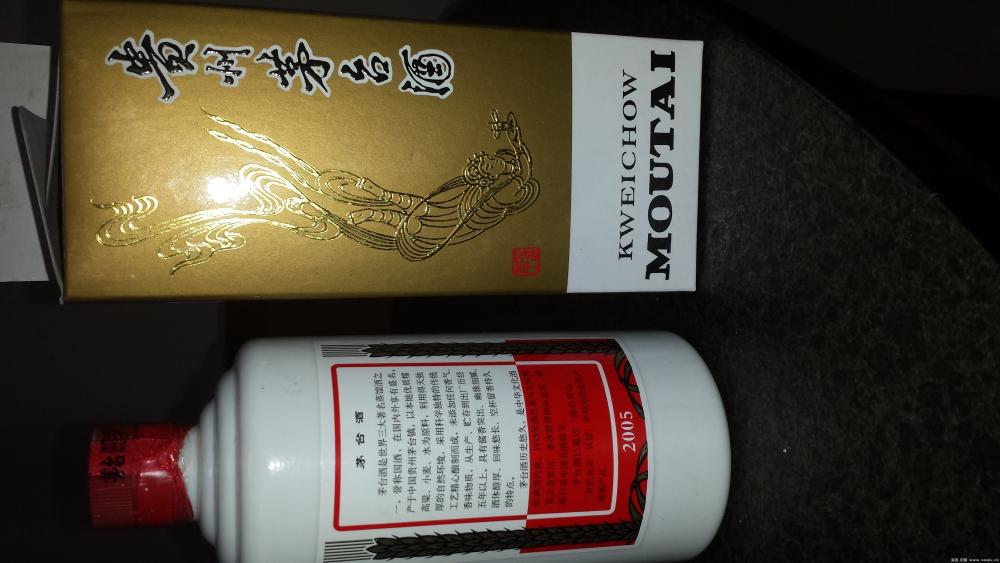 貴州茅台酒
KWEICHOW
MOUTAI
茅台
茅 台 酒
茅台酒是世界三大著名蒸馏酒之
一，誉称国酒，在国内外享有盛名。
产于中国贵州茅台镇，以本地优质糯
高粱、小麦、水为原料，利用得天独
厚的自然环境，采用科学独特的传统
工艺精心酿制而成，未添加任何香气
香味物质，从生产、贮存到出厂历经
五年以上。具有酱香突出、幽雅细腻、
酒体醇厚、回味悠长、空杯留香持久
的特点。
茅台酒历史悠久，是中华文化酒
2005